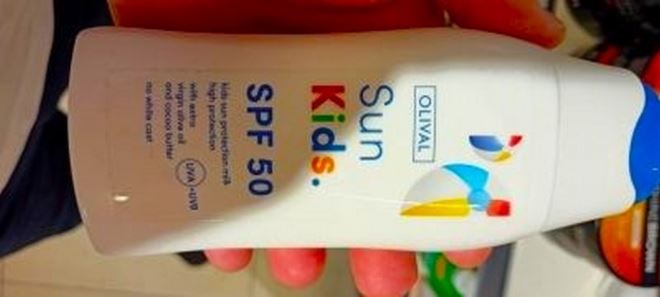 OLIVAL
Sun
Kids.
SPF 50
kids sun protection milk
high protection
with extra
virgin olive oil
and cocoa butter
UVA+UVB
no white cast
BROWN